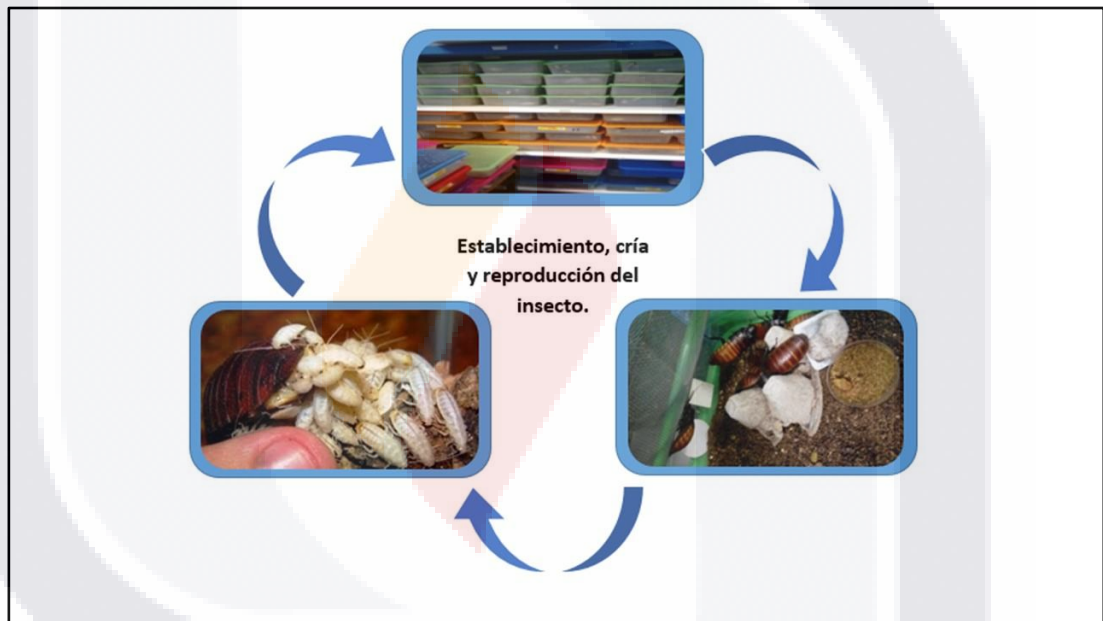 Establecimiento, cría
y reproducción del
insecto.